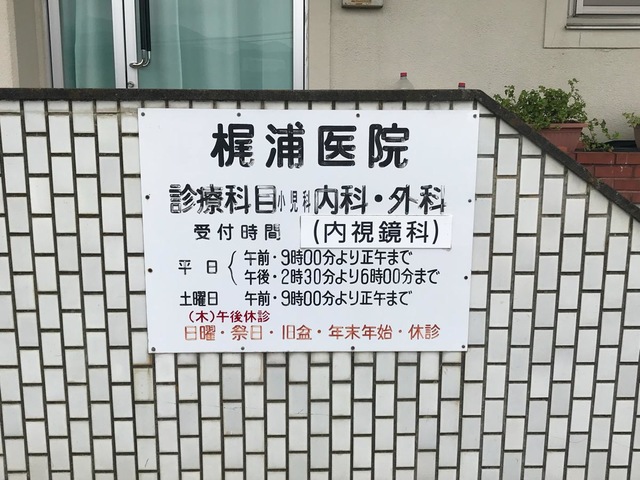 梶浦医院
診療科目小児科内科・外科
受付時間 (内視鏡科)
平日 午前・9時00分より正午まで
午後・2時30分より6時00分まで
土曜日 午前・9時00分より正午まで
(木)午後休診
日曜・祭日・旧盆・年末年始・休診